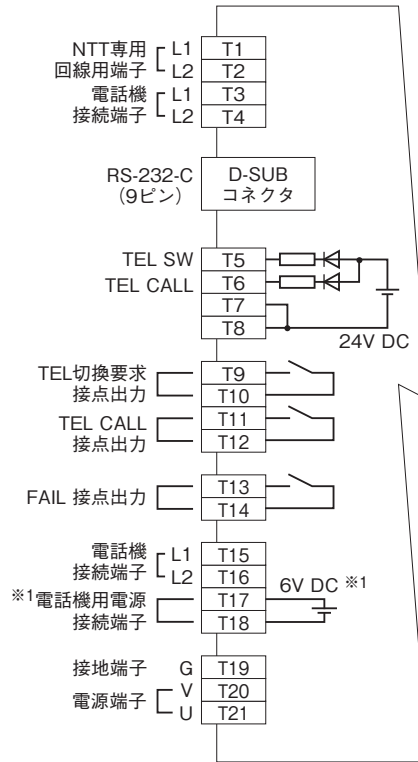 NTT専用 L1 T1
回線用端子 L2 T2
電話機 L1 T3
接続端子 L2 T4
RS-232-C D-SUB
(9ピン) コネクタ
TEL SW T5
TEL CALL T6
T7
T8
24V DC
TEL切換要求 T9
接点出力 T10
TEL CALL T11
接点出力 T12
FAIL 接点出力 T13
T14
電話機 L1 T15
接続端子 L2 T16
※1電話機用電源 T17 6V DC ※1
接続端子 T18
接地端子 G T19
電源端子 V T20
U T21